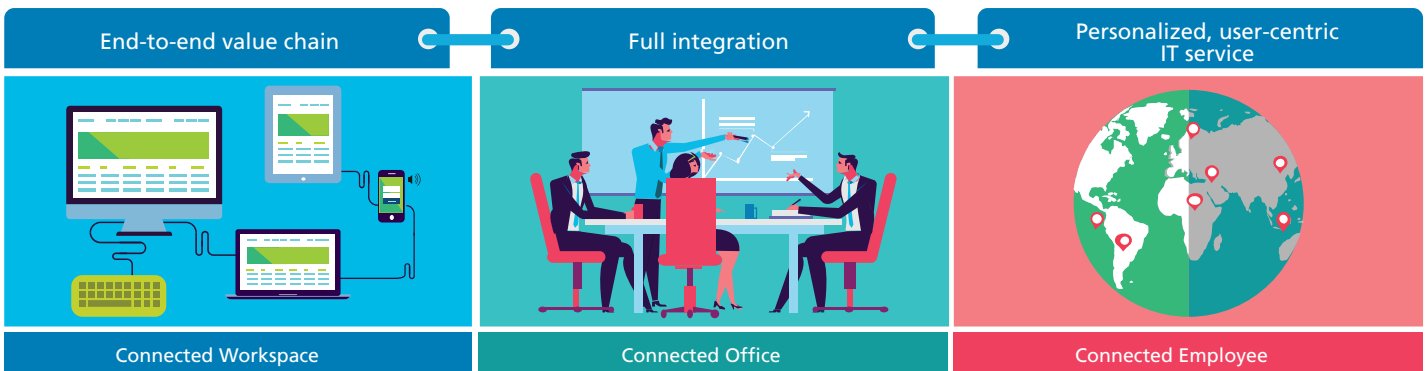 End-to-end value chain
Full integration
Personalized, user-centric
IT service
Connected Workspace
Connected Office
Connected Employee